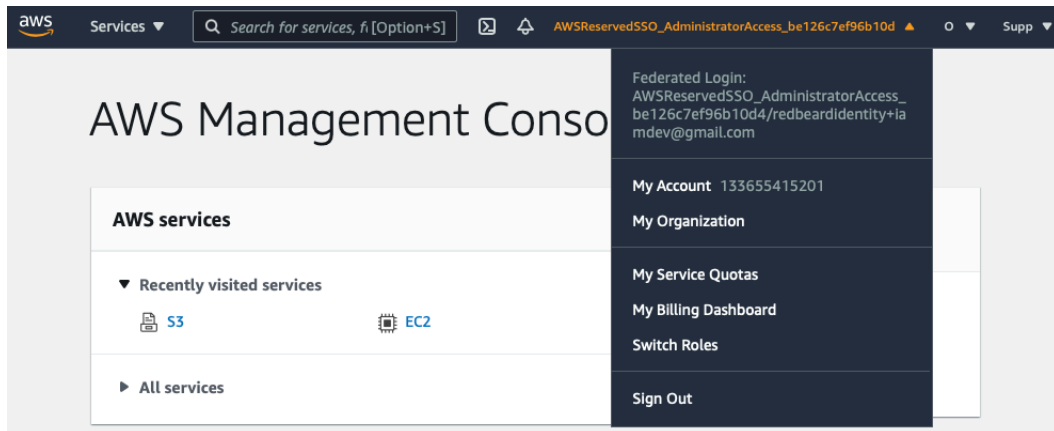 aws
Services ▼
Search for services, f [Option+S]
AWSReservedSSO_AdministratorAccess_be126c7ef96b10d ▲
O ▼
Supp ▼
AWS Management Conso
Federated Login:
AWSReservedSSO_AdministratorAccess_
be126c7ef96b10d4/redbeardidentity+ia
mdev@gmail.com
My Account 133655415201
My Organization
My Service Quotas
My Billing Dashboard
Switch Roles
Sign Out
AWS services
▼ Recently visited services
S3
EC2
▶ All services